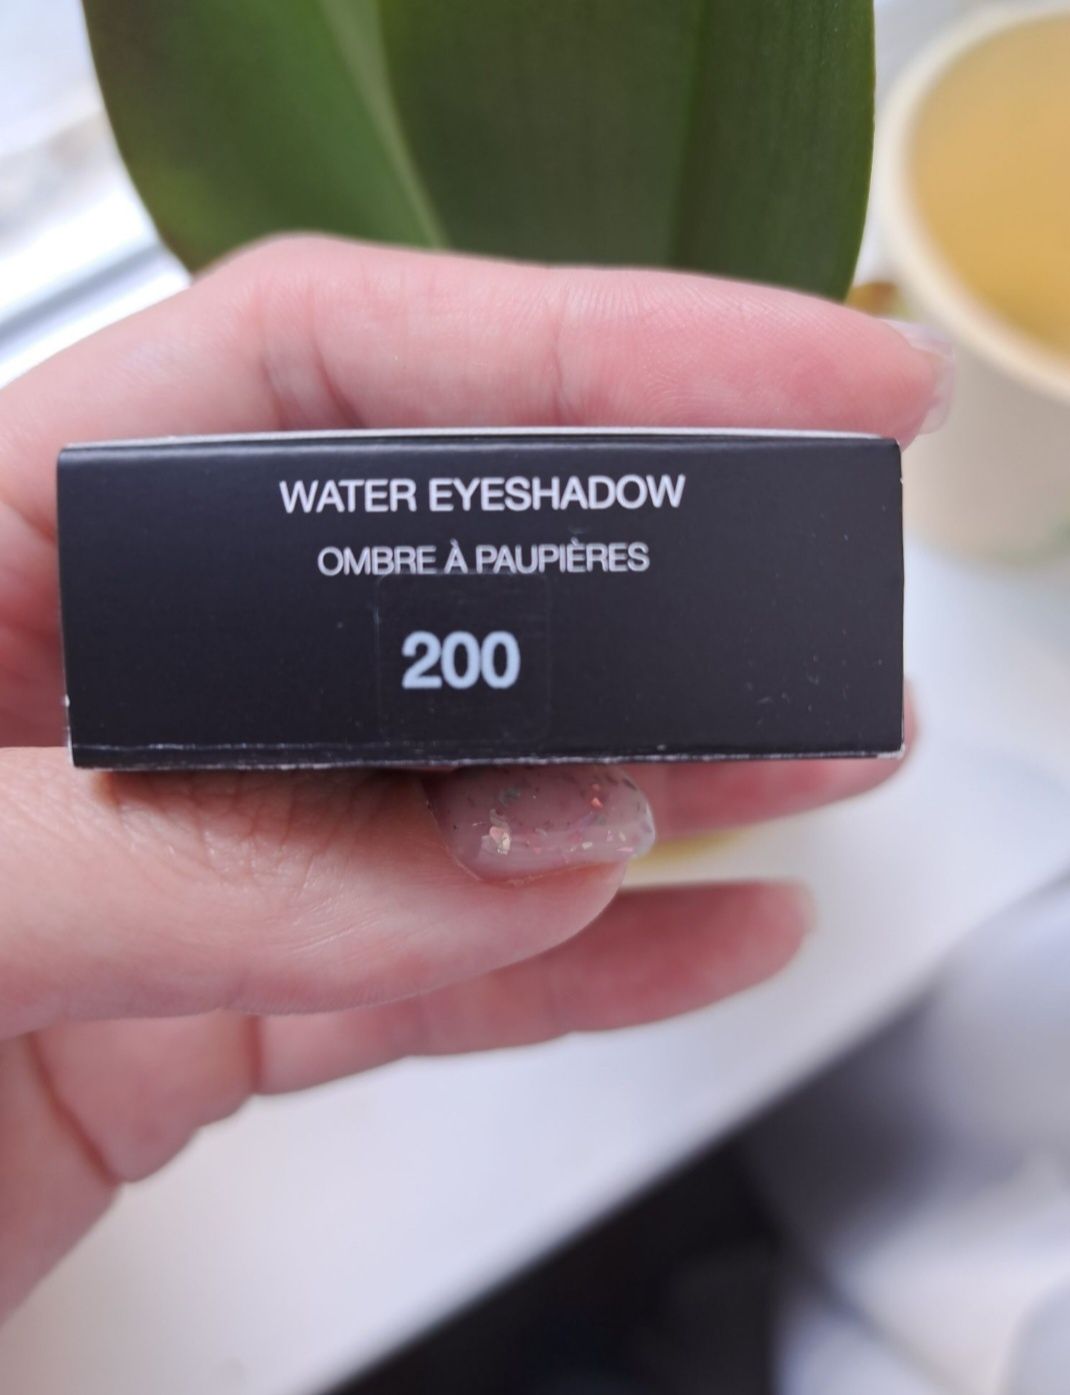 WATER EYESHADOW
OMBRE À PAUPIÈRES
200